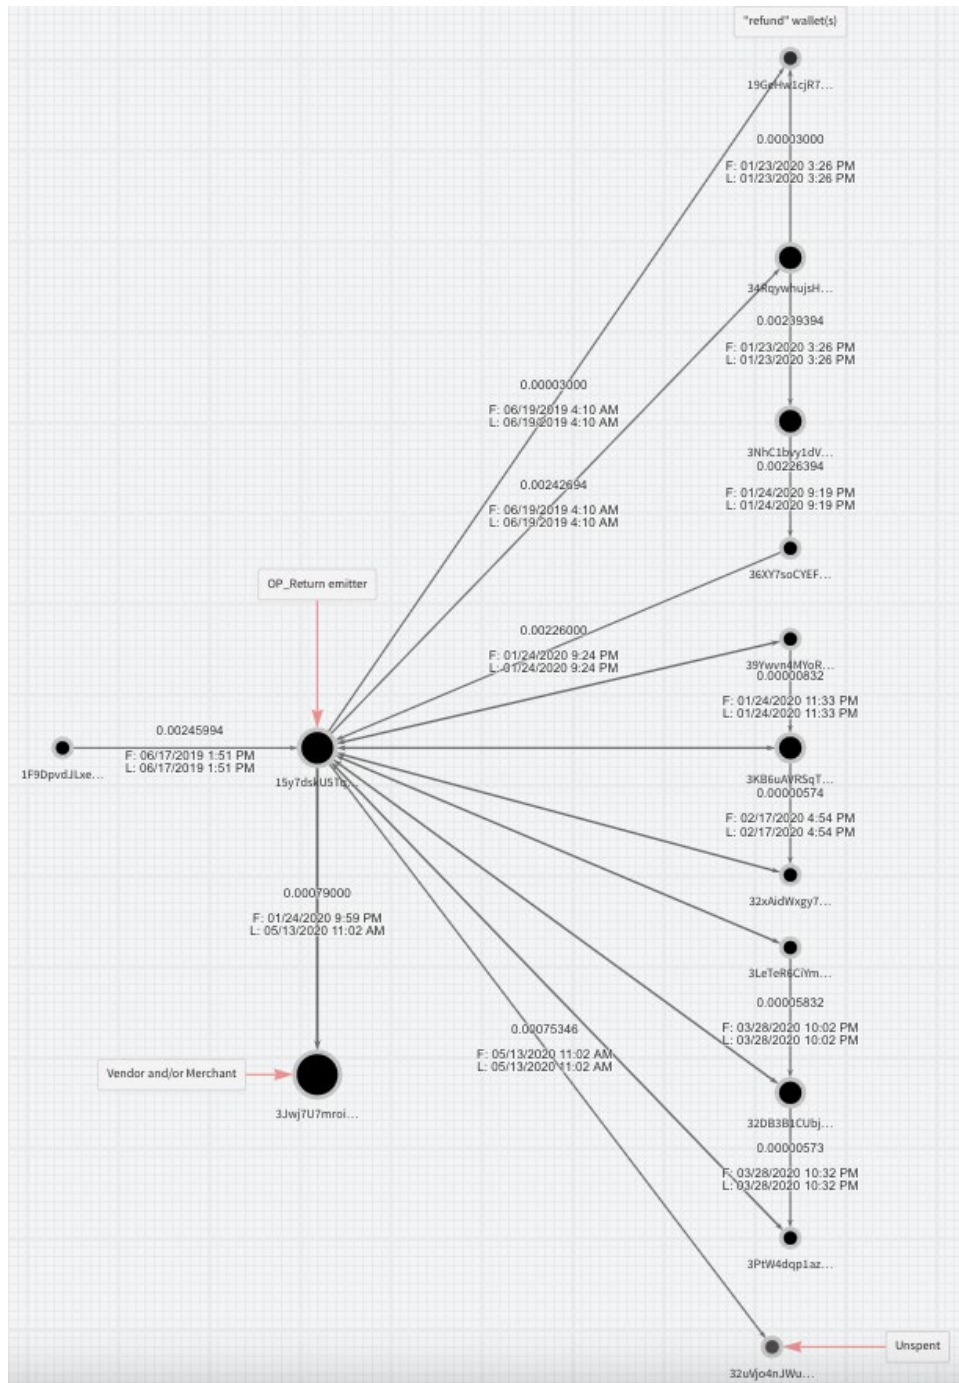 "refund" wallet(s)
19GeHw1cjR7...
0.00003000
F: 01/23/2020 3:26 PM
L: 01/23/2020 3:26 PM
34RqywhujsH...
0.00239394
F: 01/23/2020 3:26 PM
L: 01/23/2020 3:26 PM
0.00003000
F: 06/19/2019 4:10 AM
L: 06/19/2019 4:10 AM
3NhC1bvy1dV...
0.00226394
F: 01/24/2020 9:19 PM
L: 01/24/2020 9:19 PM
0.00242694
F: 06/19/2019 4:10 AM
L: 06/19/2019 4:10 AM
36XY7soCYEF...
OP_Return emitter
0.00226000
F: 01/24/2020 9:24 PM
L: 01/24/2020 9:24 PM
39Ywvn4MYoR...
0.00000832
F: 01/24/2020 11:33 PM
L: 01/24/2020 11:33 PM
0.00245994
F: 06/17/2019 1:51 PM
L: 06/17/2019 1:51 PM
1F9DpvdJLxe...
3KB6uAVRSqT...
0.00000574
F: 02/17/2020 4:54 PM
L: 02/17/2020 4:54 PM
32xAidWxgy7...
0.00079000
F: 01/24/2020 9:59 PM
L: 05/13/2020 11:02 AM
3LeTeR6CiYm...
0.00005832
F: 03/28/2020 10:02 PM
L: 03/28/2020 10:02 PM
0.00075346
F: 05/13/2020 11:02 AM
L: 05/13/2020 11:02 AM
Vendor and/or Merchant
3Jwj7U7mroi...
32DB3B1CUbj...
0.00000573
F: 03/28/2020 10:32 PM
L: 03/28/2020 10:32 PM
3PtW4dqp1az...
Unspent
32uVjo4nJWu...